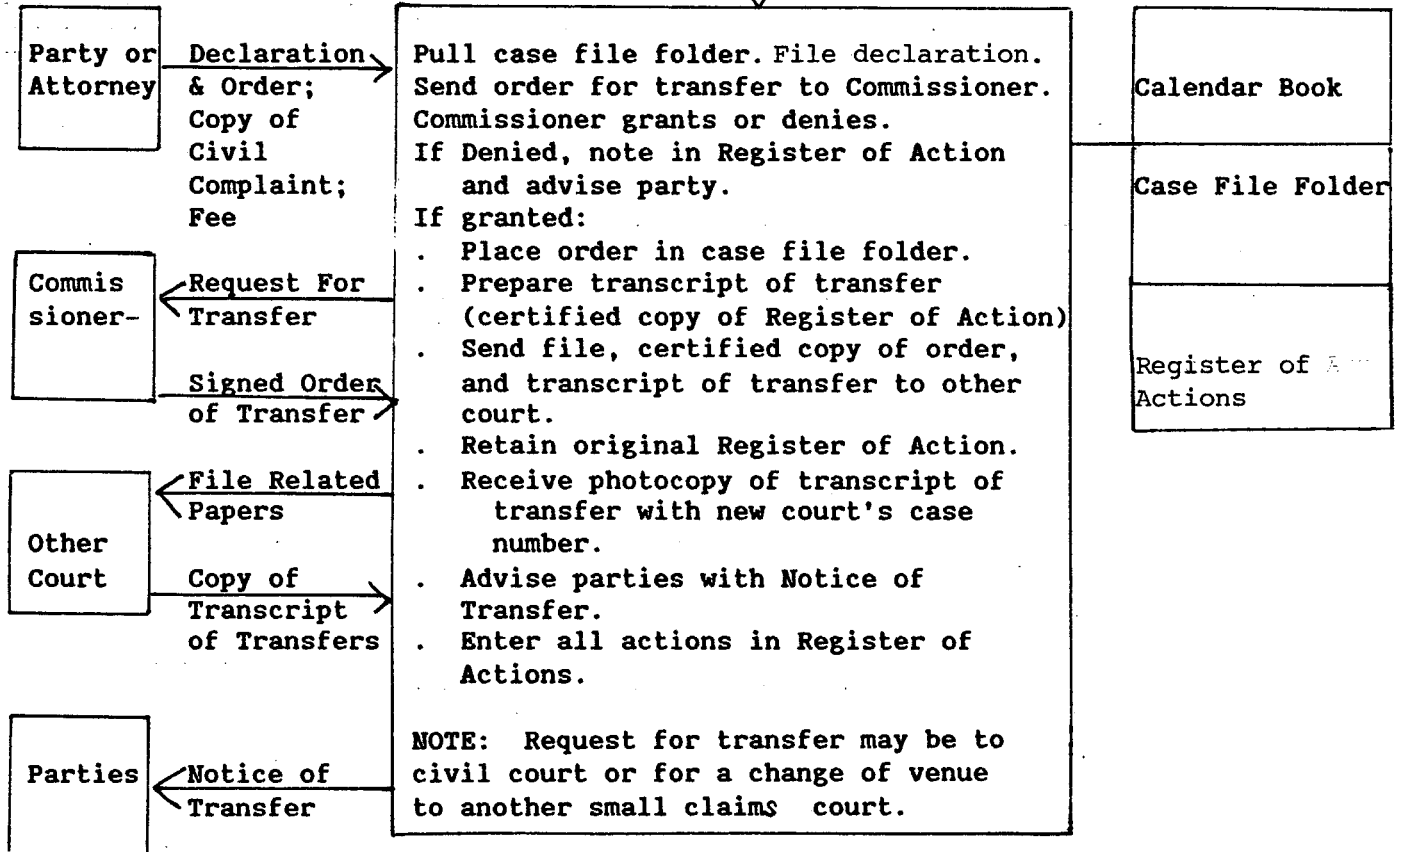 Party or
Attorney
Declaration
& Order;
Copy of
Civil
Complaint;
Fee
Commis
sioner-
Request For
Transfer
Signed Order
of Transfer
Other
Court
File Related
Papers
Copy of
Transcript
of Transfers
Parties
Notice of
Transfer
Pull case file folder. File declaration.
Send order for transfer to Commissioner.
Commissioner grants or denies.
If Denied, note in Register of Action
and advise party.
If granted:
. Place order in case file folder.
. Prepare transcript of transfer
(certified copy of Register of Action)
. Send file, certified copy of order,
and transcript of transfer to other
court.
. Retain original Register of Action.
. Receive photocopy of transcript of
transfer with new court's case
number.
. Advise parties with Notice of
Transfer.
. Enter all actions in Register of
Actions.
NOTE: Request for transfer may be to
civil court or for a change of venue
to another small claims court.
Calendar Book
Case File Folder
Register of
Actions